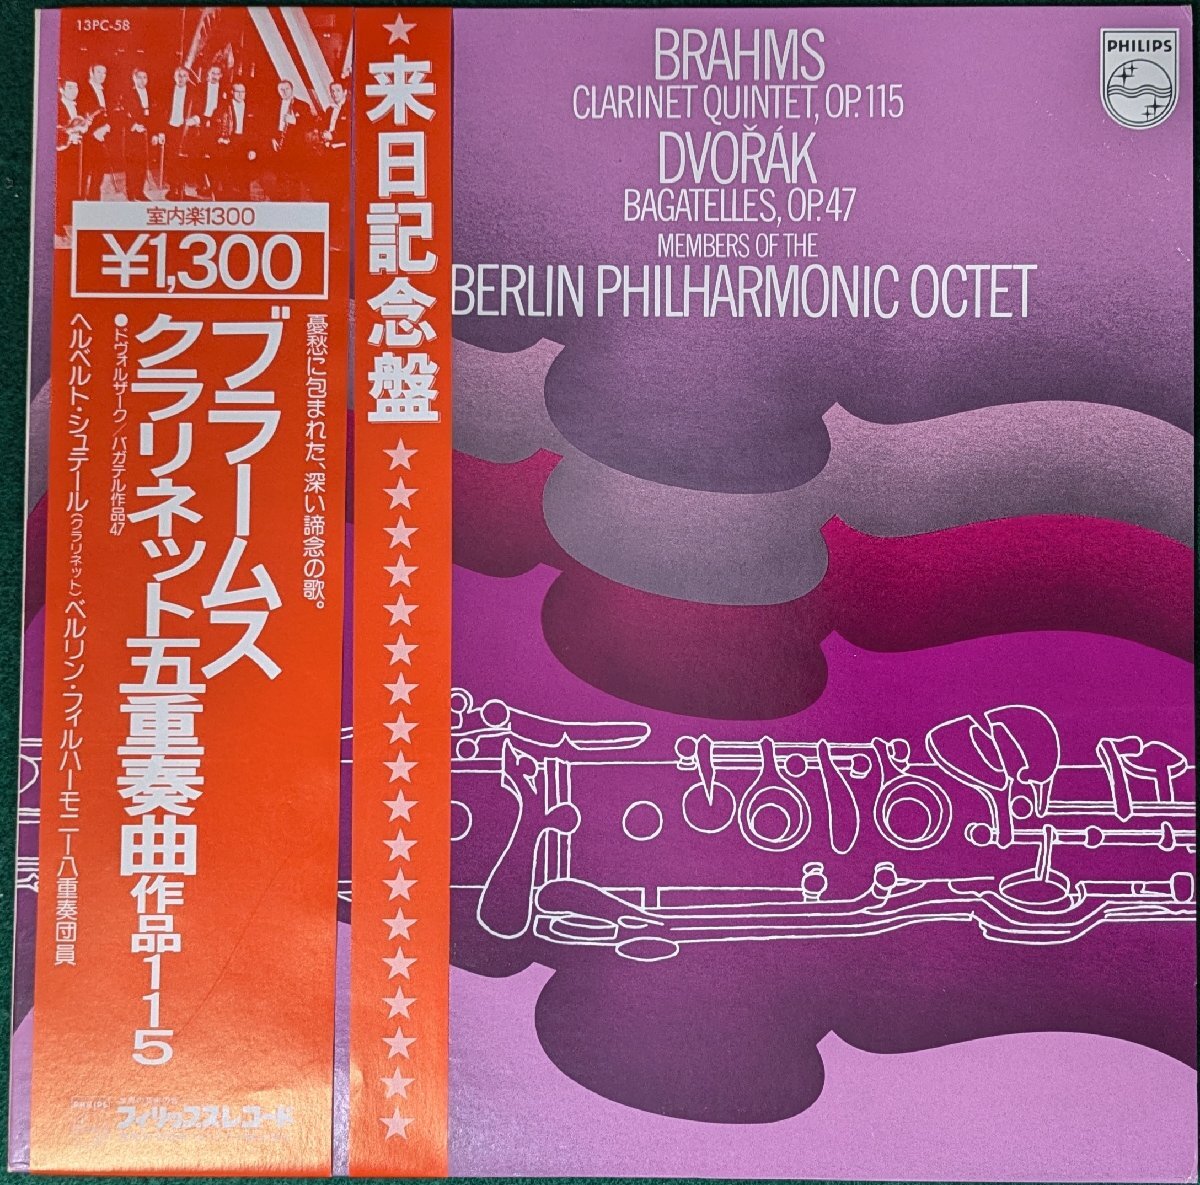 13PC-58
室内楽1300
¥1,300
憂愁に包まれた、深い諦念の歌。
ブラームス
クラリネット五重奏曲作品115
●ドヴォルザーク/バガテル作品47
ヘルベルト・シュテール(クラリネット)ベルリン・フィルハーモニー八重奏団員
PHILIPS
フィリップスレコード
★来日記念盤★★★★★★★★★★★★★★★★★★
BRAHMS
CLARINET QUINTET, OP.115
DVOŘÁK
BAGATELLES, OP.47
MEMBERS OF THE
BERLIN PHILHARMONIC OCTET
PHILIPS